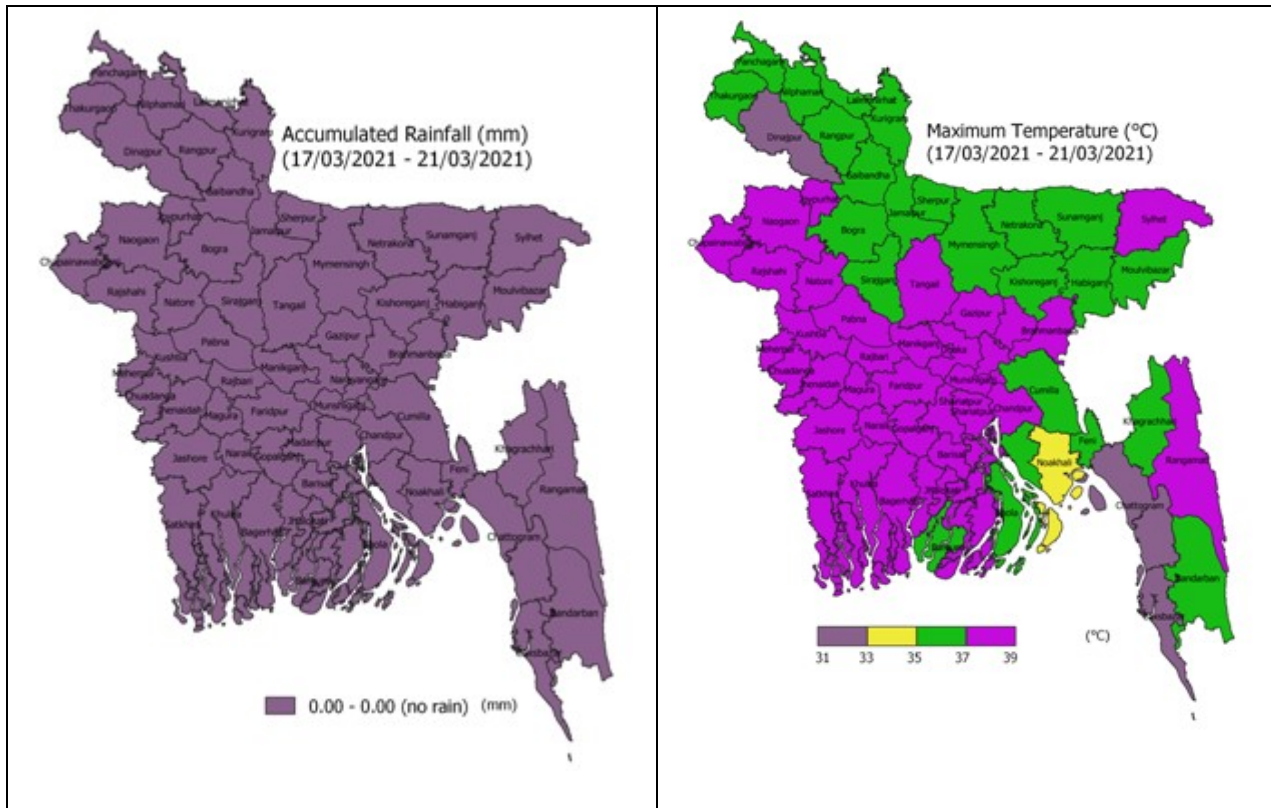 Panchagarh
Thakurgaon
Nilphamari
Lalmonirhat
Kurigram
Dinajpur
Rangpur
Accumulated Rainfall (mm)
(17/03/2021 - 21/03/2021)
Gaibandha
Joypurhat
Sherpur
Jamalpur
Naogaon
Bogra
Netrakona
Sunamganj
Sylhet
Mymensingh
Rajshahi
Natore
Sirajganj
Tangail
Kishoreganj
Habiganj
Moulvibazar
Gazipur
Pabna
Kushtia
Manikganj
Rajbari
Chuadanga
Jhenaidah
Magura
Faridpur
Munshiganj
Cumilla
Madaripur
Chandpur
Jashore
Narail
Gopalganj
Barisal
Feni
Khagrachhari
Noakhali
Rangamati
Khulna
Bagerhat
Bhola
Chattogram
Bandarban
0.00 - 0.00 (no rain) (mm)
Panchagarh
Thakurgaon
Nilphamari
Lalmonirhat
Kurigram
Dinajpur
Rangpur
Maximum Temperature (°C)
(17/03/2021 - 21/03/2021)
Gaibandha
Joypurhat
Sherpur
Jamalpur
Naogaon
Bogra
Netrakona
Sunamganj
Sylhet
Mymensingh
Rajshahi
Natore
Sirajganj
Tangail
Kishoreganj
Habiganj
Moulvibazar
Gazipur
Pabna
Kushtia
Manikganj
Dhaka
Rajbari
Chuadanga
Jhenaidah
Magura
Faridpur
Munshiganj
Cumilla
Shariatpur
Shariatpur
Chandpur
Jashore
Narail
Gopalganj
Barisal
Feni
Khagrachhari
Noakhali
Rangamati
Khulna
Bagerhat
Bhola
Chattogram
Bandarban
(°C)
31 33 35 37 39